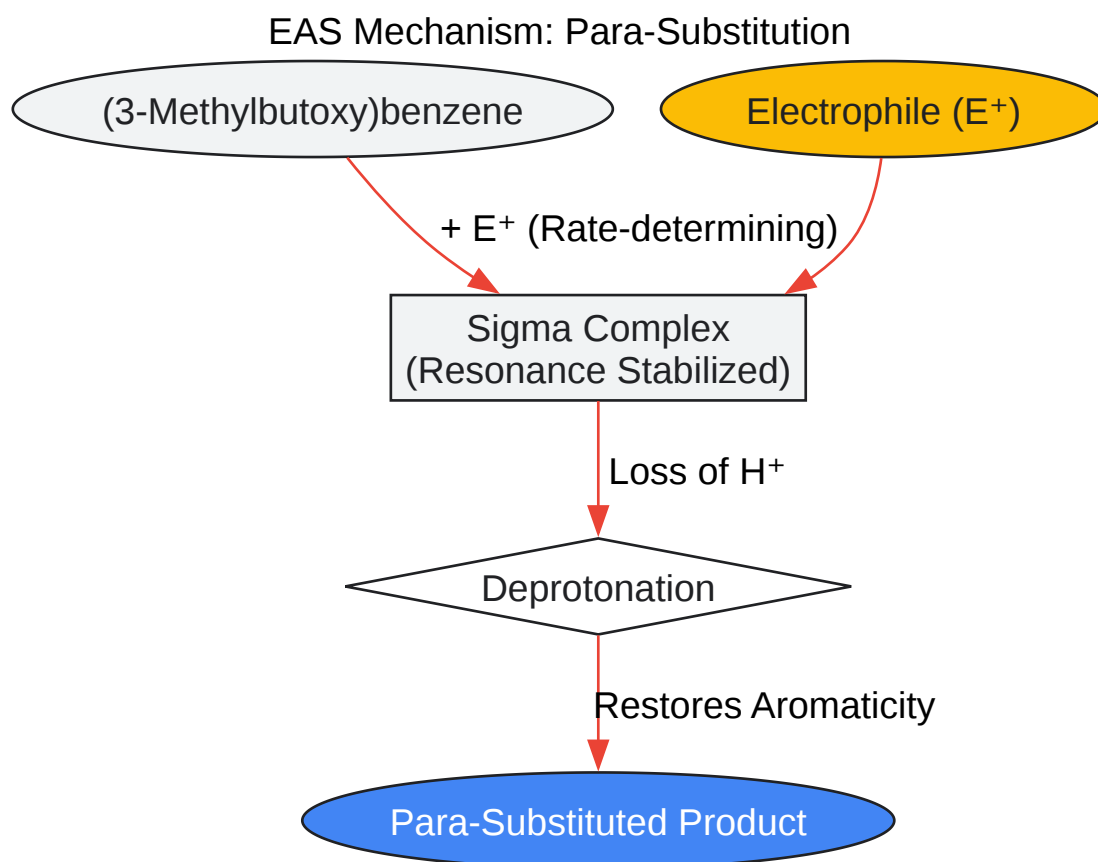 EAS Mechanism: Para-Substitution
(3-Methylbutoxy)benzene
Electrophile (E⁺)
+ E⁺ (Rate-determining)
Sigma Complex
(Resonance Stabilized)
Loss of H⁺
Deprotonation
Restores Aromaticity
Para-Substituted Product